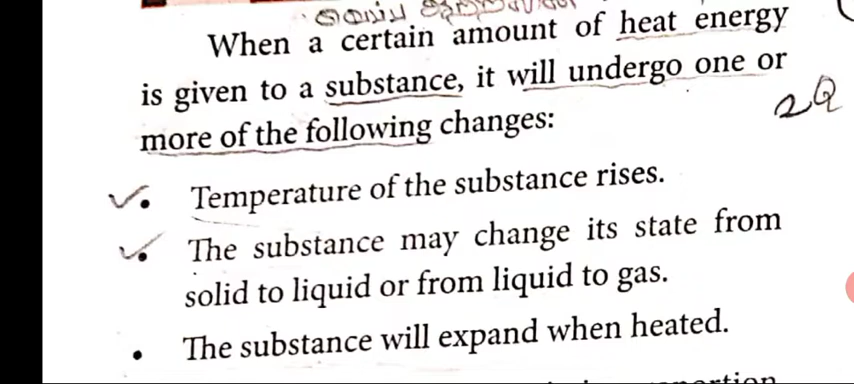 When a certain amount of heat energy
is given to a substance, it will undergo one or
more of the following changes:
2Q
• Temperature of the substance rises.
• The substance may change its state from
solid to liquid or from liquid to gas.
• The substance will expand when heated.